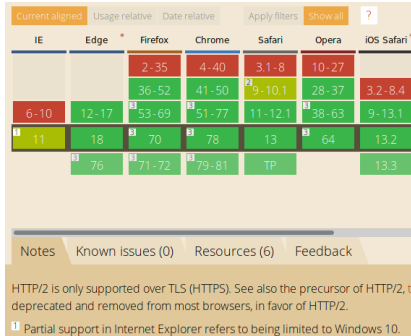 Current aligned Usage relative Date relative Apply filters Show all ?
IE Edge * Firefox Chrome Safari Opera iOS Safari *
2-35 4-40 3.1-8 10-27
36-52 41-50 2 9-10.1 28-37 3.2-8.4
6-10 12-17 3 53-69 3 51-77 11-12.1 3 38-63 9-13.1
1 11 18 3 70 3 78 13 3 64 13.2
3 76 3 71-72 3 79-81 TP 13.3
Notes Known issues (0) Resources (6) Feedback
HTTP/2 is only supported over TLS (HTTPS). See also the precursor of HTTP/2, t
deprecated and removed from most browsers, in favor of HTTP/2.
1 Partial support in Internet Explorer refers to being limited to Windows 10.